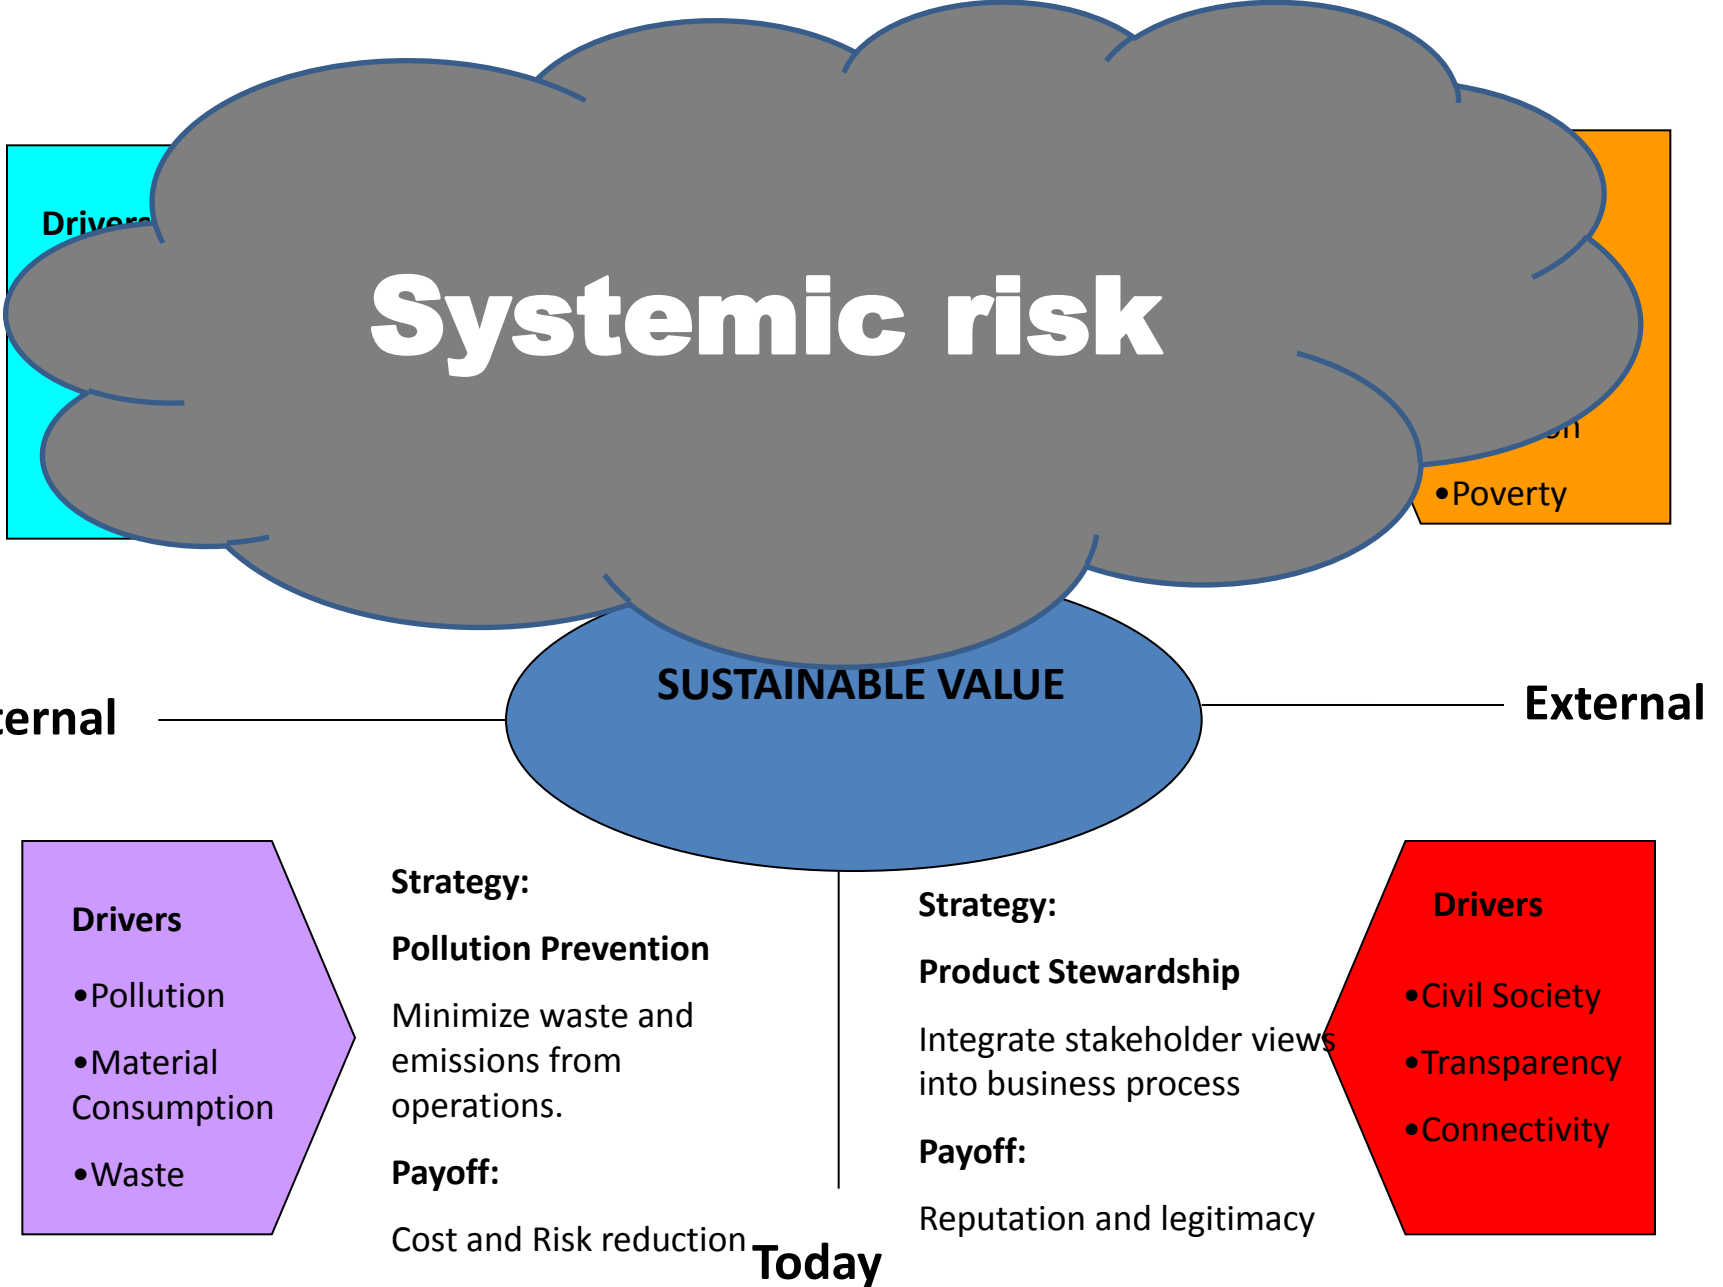 Drivers
Systemic risk
•Poverty
SUSTAINABLE VALUE
External
Drivers
•Pollution
•Material
Consumption
•Waste
Strategy:
Pollution Prevention
Minimize waste and
emissions from
operations.
Payoff:
Cost and Risk reduction
Strategy:
Product Stewardship
Integrate stakeholder views
into business process
Payoff:
Reputation and legitimacy
Drivers
•Civil Society
•Transparency
•Connectivity
Today